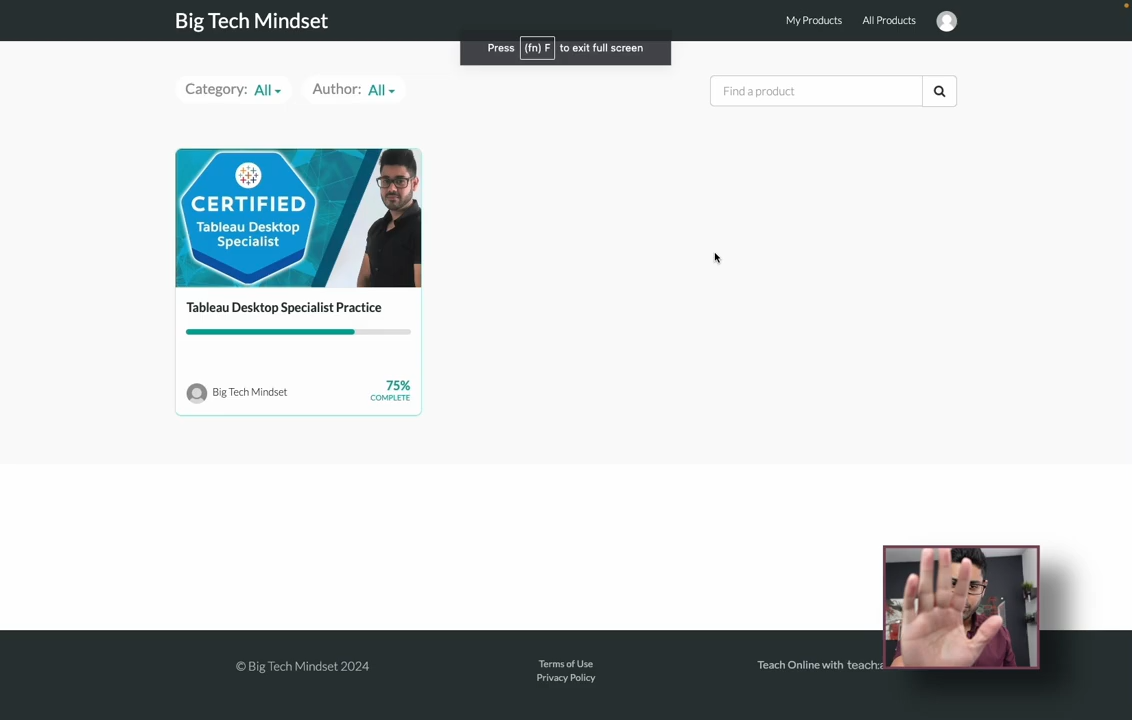 Big Tech Mindset
My Products
All Products
Press (fn) F to exit full screen
Category: All
Author: All
Find a product
CERTIFIED
Tableau Desktop
Specialist
Tableau Desktop Specialist Practice
Big Tech Mindset
75%
COMPLETE
© Big Tech Mindset 2024
Terms of Use
Privacy Policy
Teach Online with